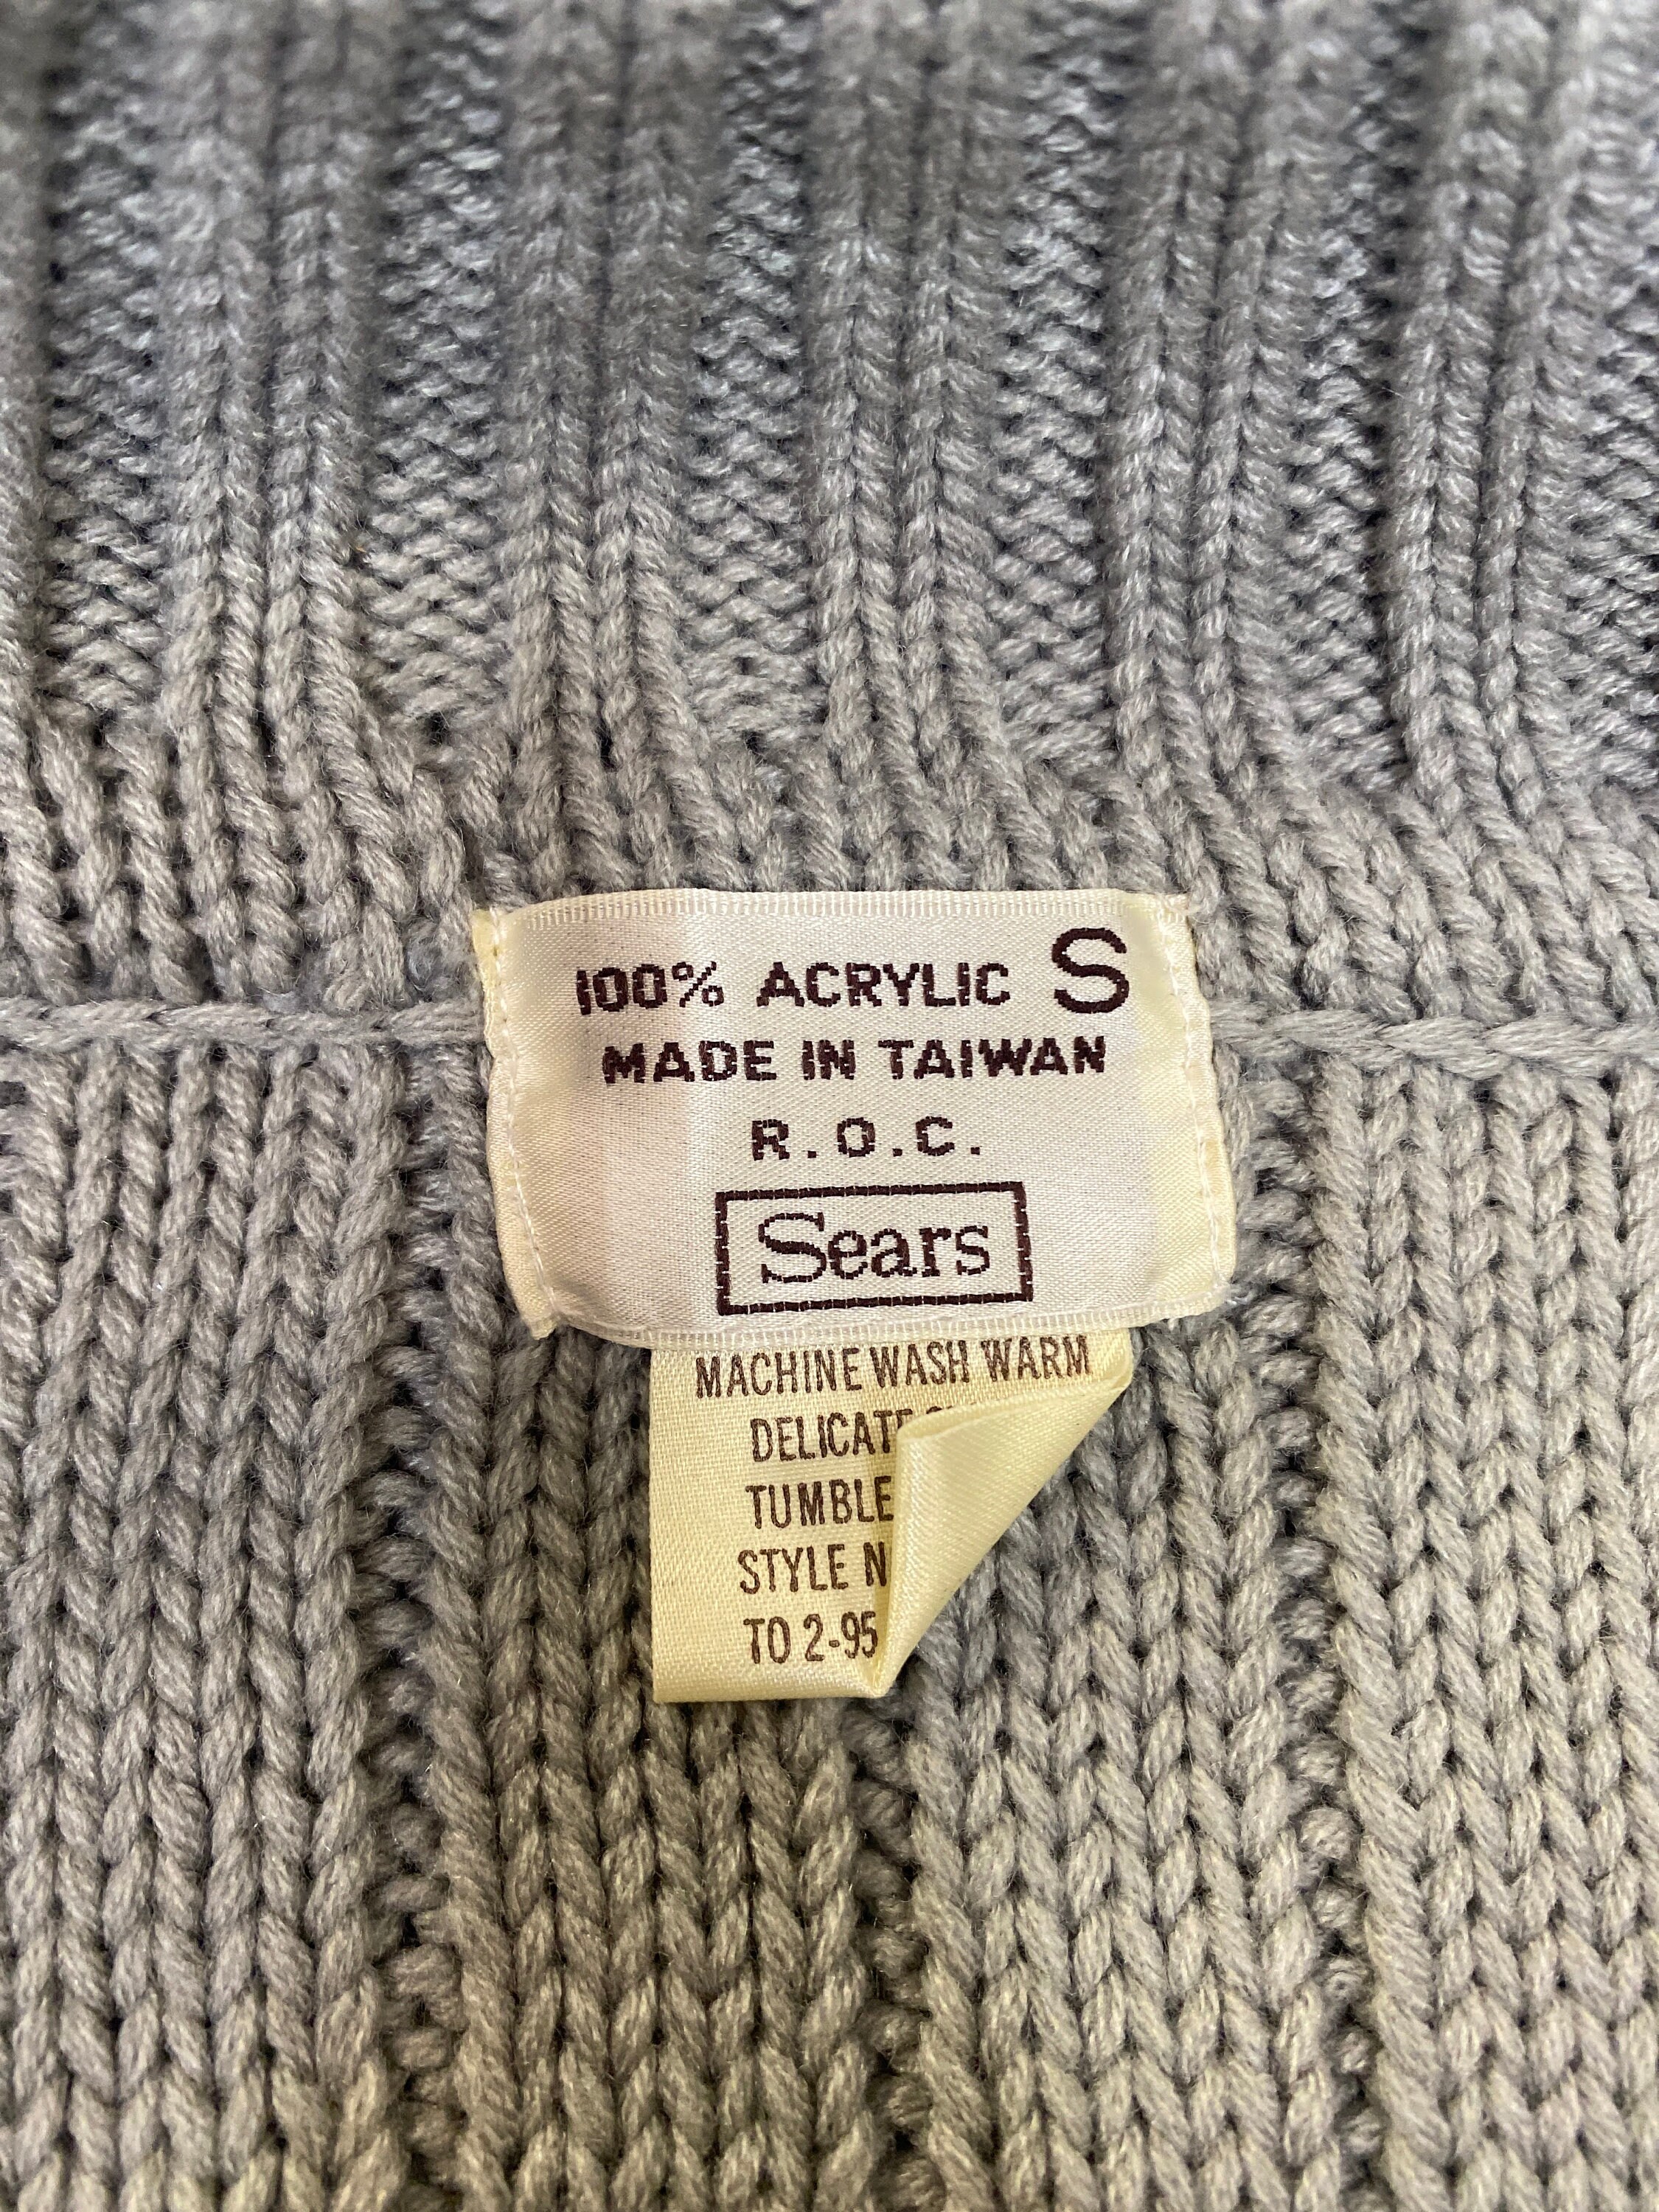 100% ACRYLIC S
MADE IN TAIWAN
R.O.C.
Sears
MACHINE WASH WARM
DELICATE
TUMBLE
STYLE N
TO 2-95